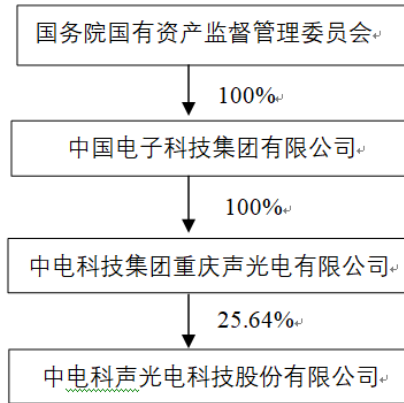 国务院国有资产监督管理委员会
100%
中国电子科技集团有限公司
100%
中电科技集团重庆声光电有限公司
25.64%
中电科声光电科技股份有限公司